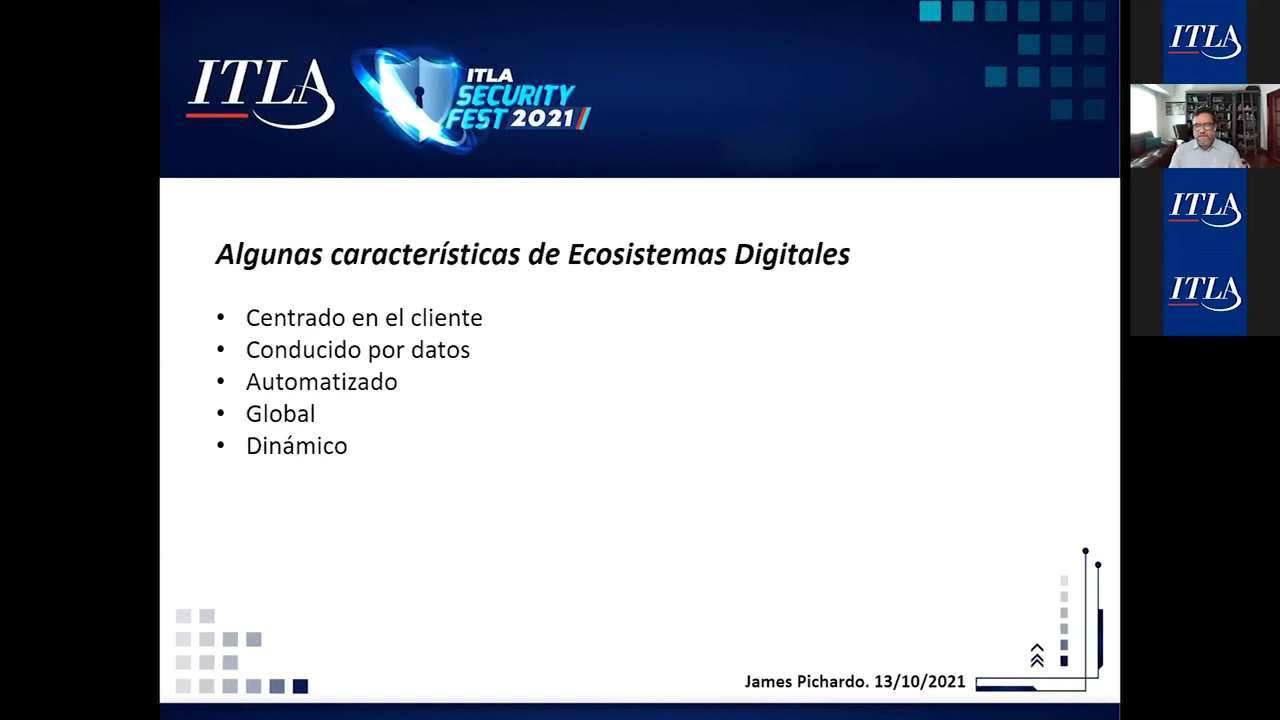 ITLA
ITLA
SECURITY
FEST 2021
Algunas características de Ecosistemas Digitales
• Centrado en el cliente
• Conducido por datos
• Automatizado
• Global
• Dinámico
James Pichardo. 13/10/2021
ITLA
ITLA
ITLA